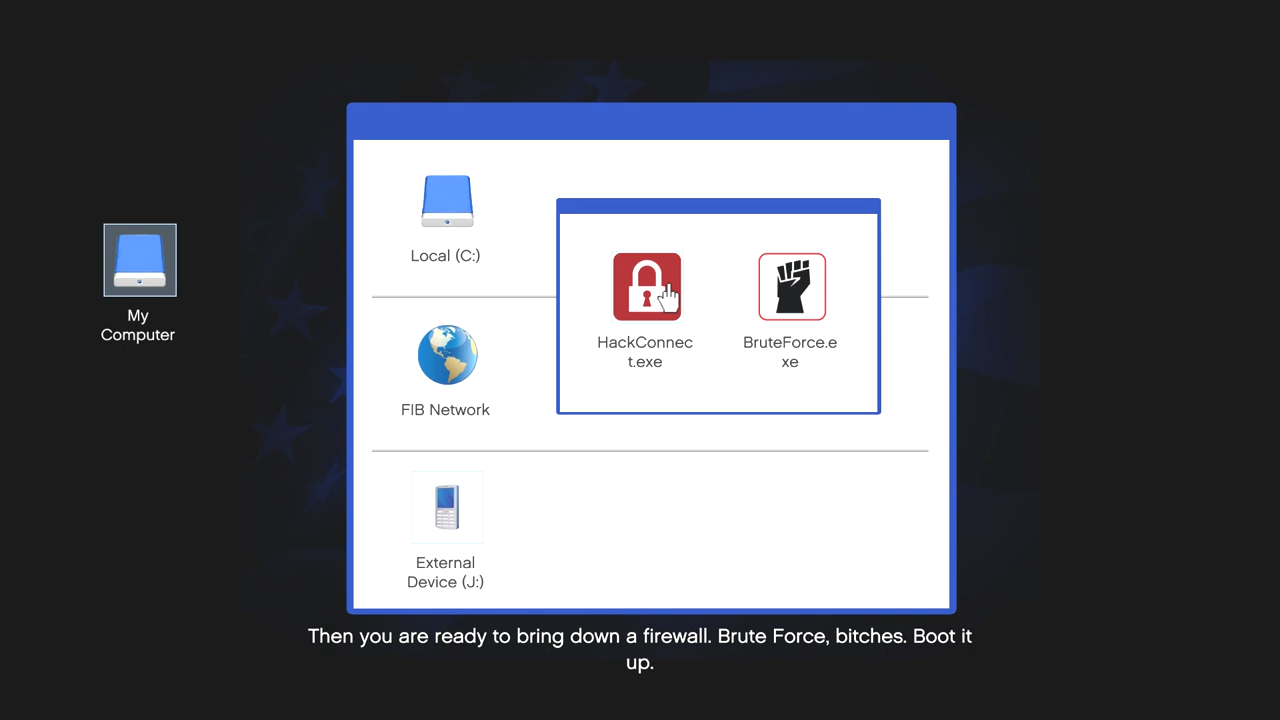 Local (C:)
HackConnec
t.exe
BruteForce.e
xe
My
Computer
FIB Network
External
Device (J:)
Then you are ready to bring down a firewall. Brute Force, bitches. Boot it
up.